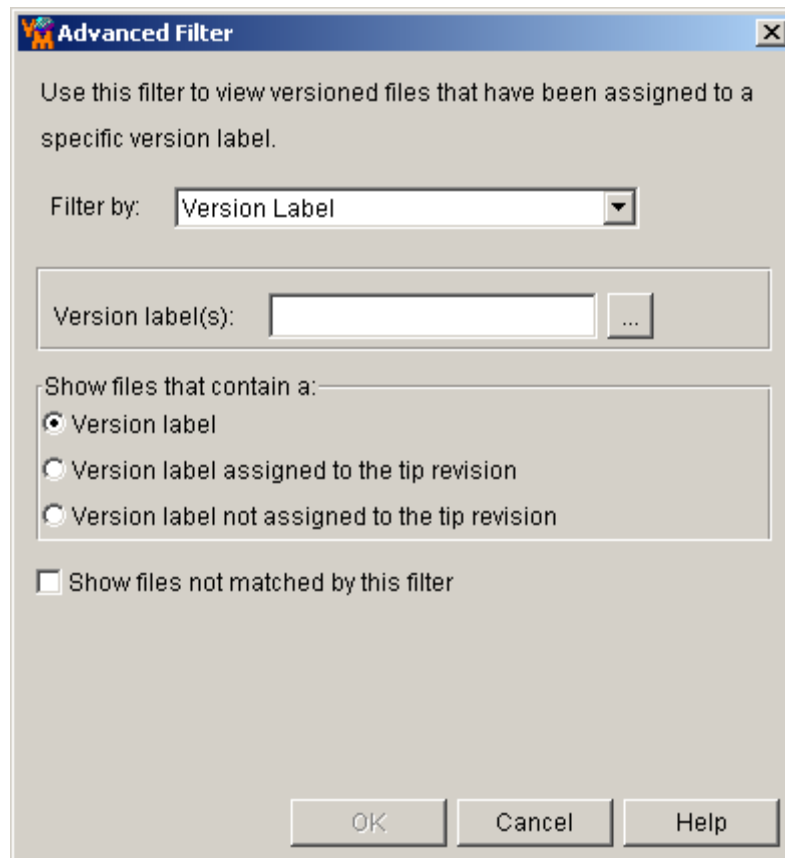 Advanced Filter
Use this filter to view versioned files that have been assigned to a
specific version label.
Filter by: Version Label
Version label(s): ...
Show files that contain a:
Version label
Version label assigned to the tip revision
Version label not assigned to the tip revision
Show files not matched by this filter
OK Cancel Help